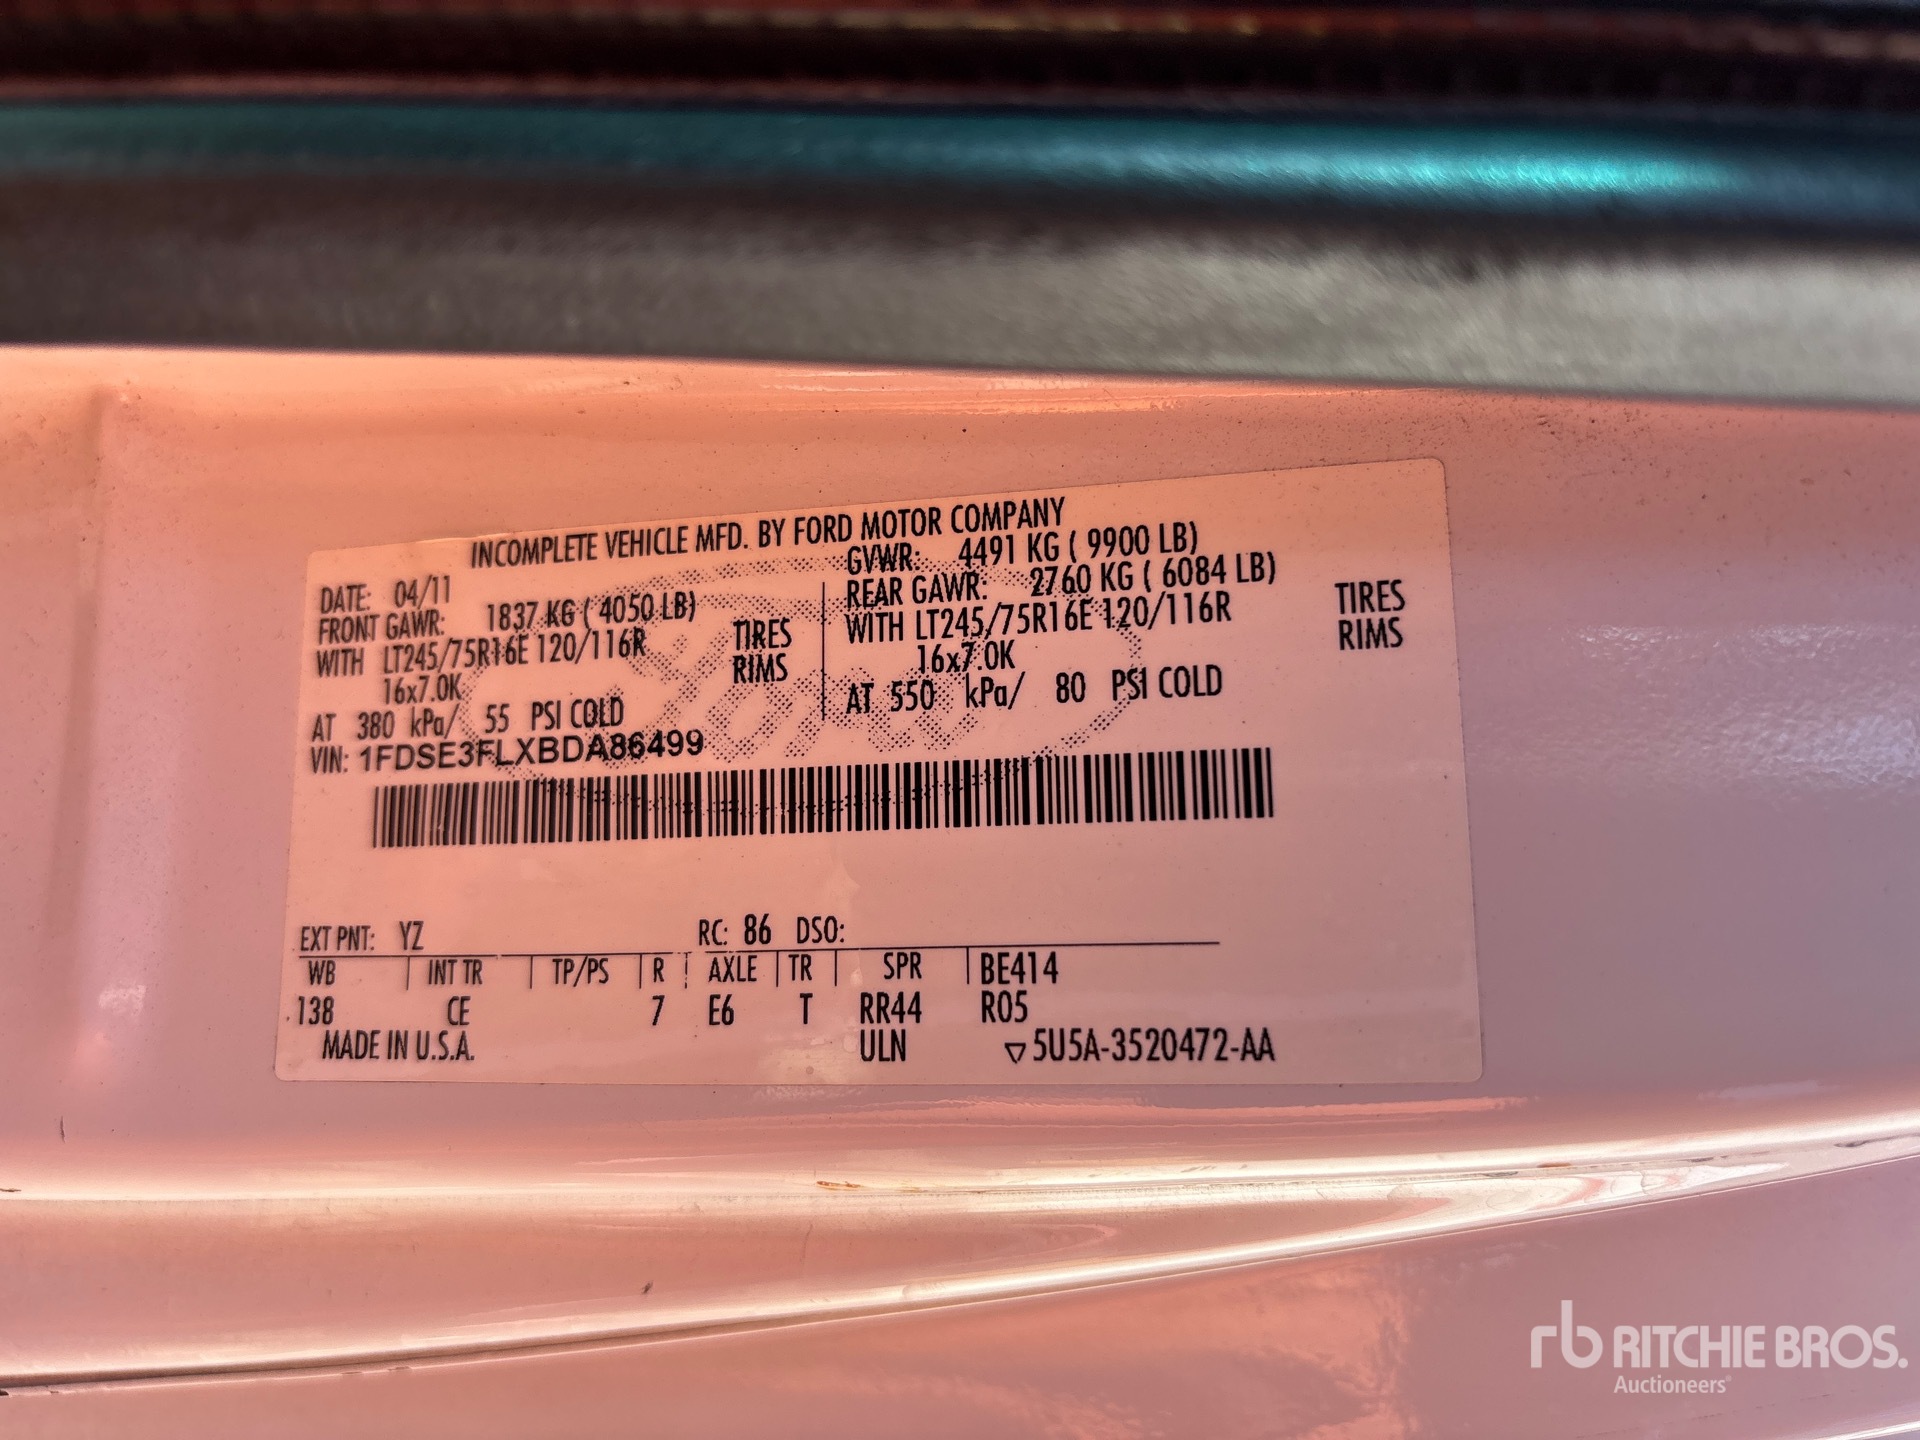 INCOMPLETE VEHICLE MFD. BY FORD MOTOR COMPANY
DATE: 04/11
FRONT GAWR: 1837 KG ( 4050 LB)
WITH LT245/75R16E 120/116R TIRES
16x7.0K RIMS
AT 380 kPa/ 55 PSI COLD
GVWR: 4491 KG ( 9900 LB)
REAR GAWR: 2760 KG ( 6084 LB)
WITH LT245/75R16E 120/116R TIRES
16x7.0K RIMS
AT 550 kPa/ 80 PSI COLD
VIN: 1FDSE3FLXBDA86499
Ford
EXT PNT: YZ RC: 86 DSO:
WB INT TR TP/PS R AXLE TR SPR BE414
138 CE 7 E6 T RR44 R05
MADE IN U.S.A. ULN ▽5U5A-3520472-AA
rb RITCHIE BROS.
Auctioneers